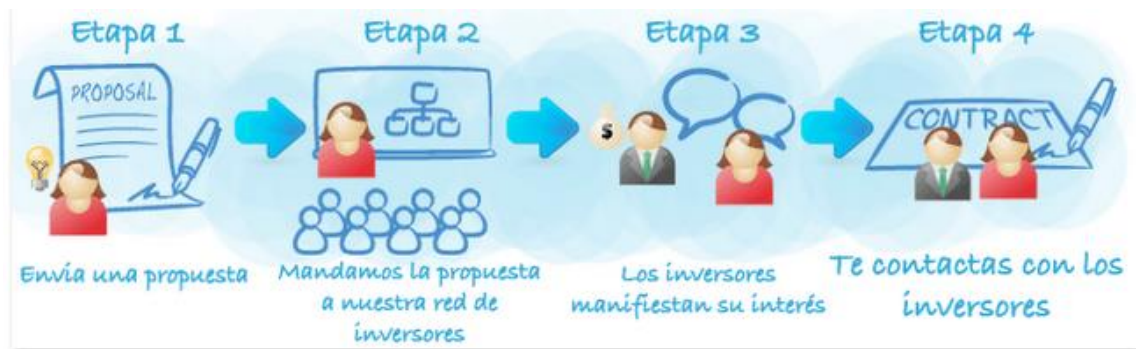 Etapa 1
PROPOSAL
Envía una propuesta
Etapa 2
Mandamos la propuesta
a nuestra red de
inversores
Etapa 3
$
Los inversores
manifiestan su interés
Etapa 4
CONTRACT
Te contactas con los
inversores